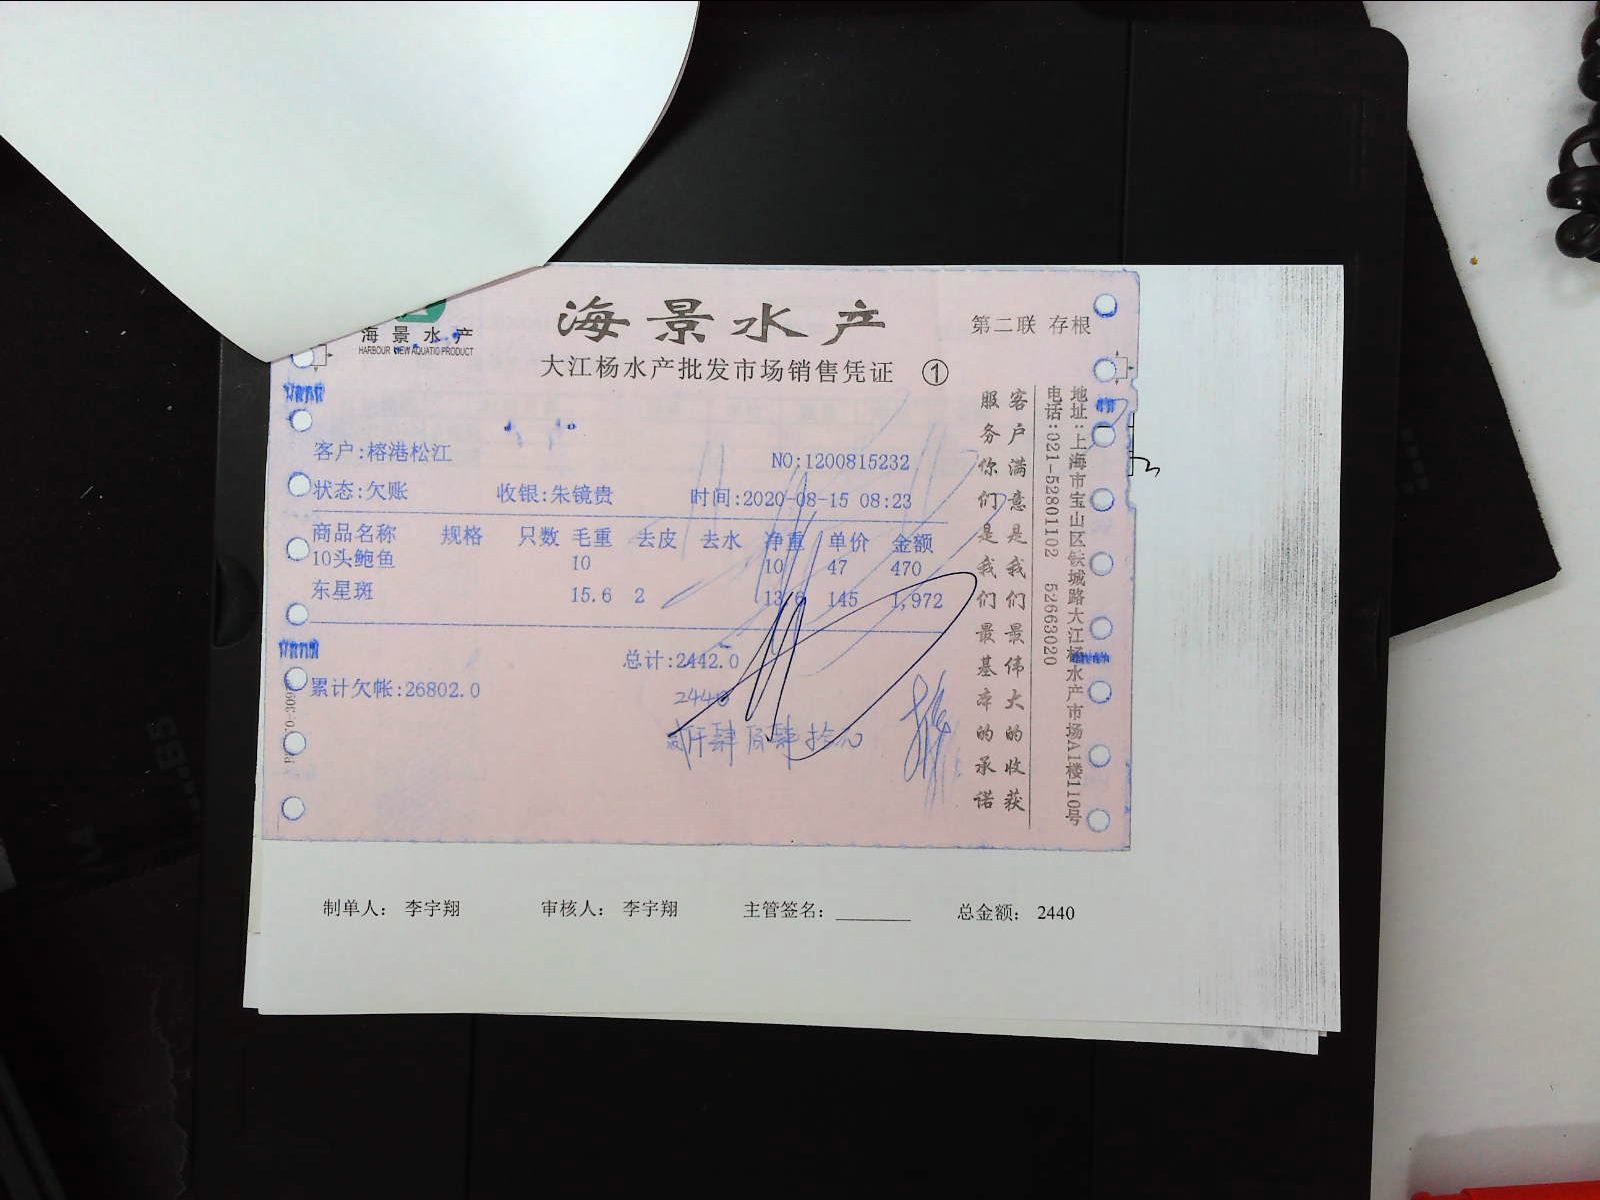 海景水产
HARBOUR VIEW AQUATIC PRODUCT
海景水产
第二联 存根
大江杨水产批发市场销售凭证 ①
客户:榕港松江
NO:1200815232
状态:欠账 收银:朱镜贵 时间:2020-08-15 08:23
商品名称 规格 只数 毛重 去皮 去水 净重 单价 金额
10头鲍鱼 10 10 47 470
东星斑 15.6 2 13.6 145 1,972
总计:2442.0
累计欠帐:26802.0
2440
客户满意是我们最伟大的收获
服务你们是我们最基本的承诺
地址:上海市宝山区铁城路大江杨水产市场A1楼110号
电话:021-52801102 52663020
制单人: 李宇翔 审核人: 李宇翔 主管签名: 总金额: 2440